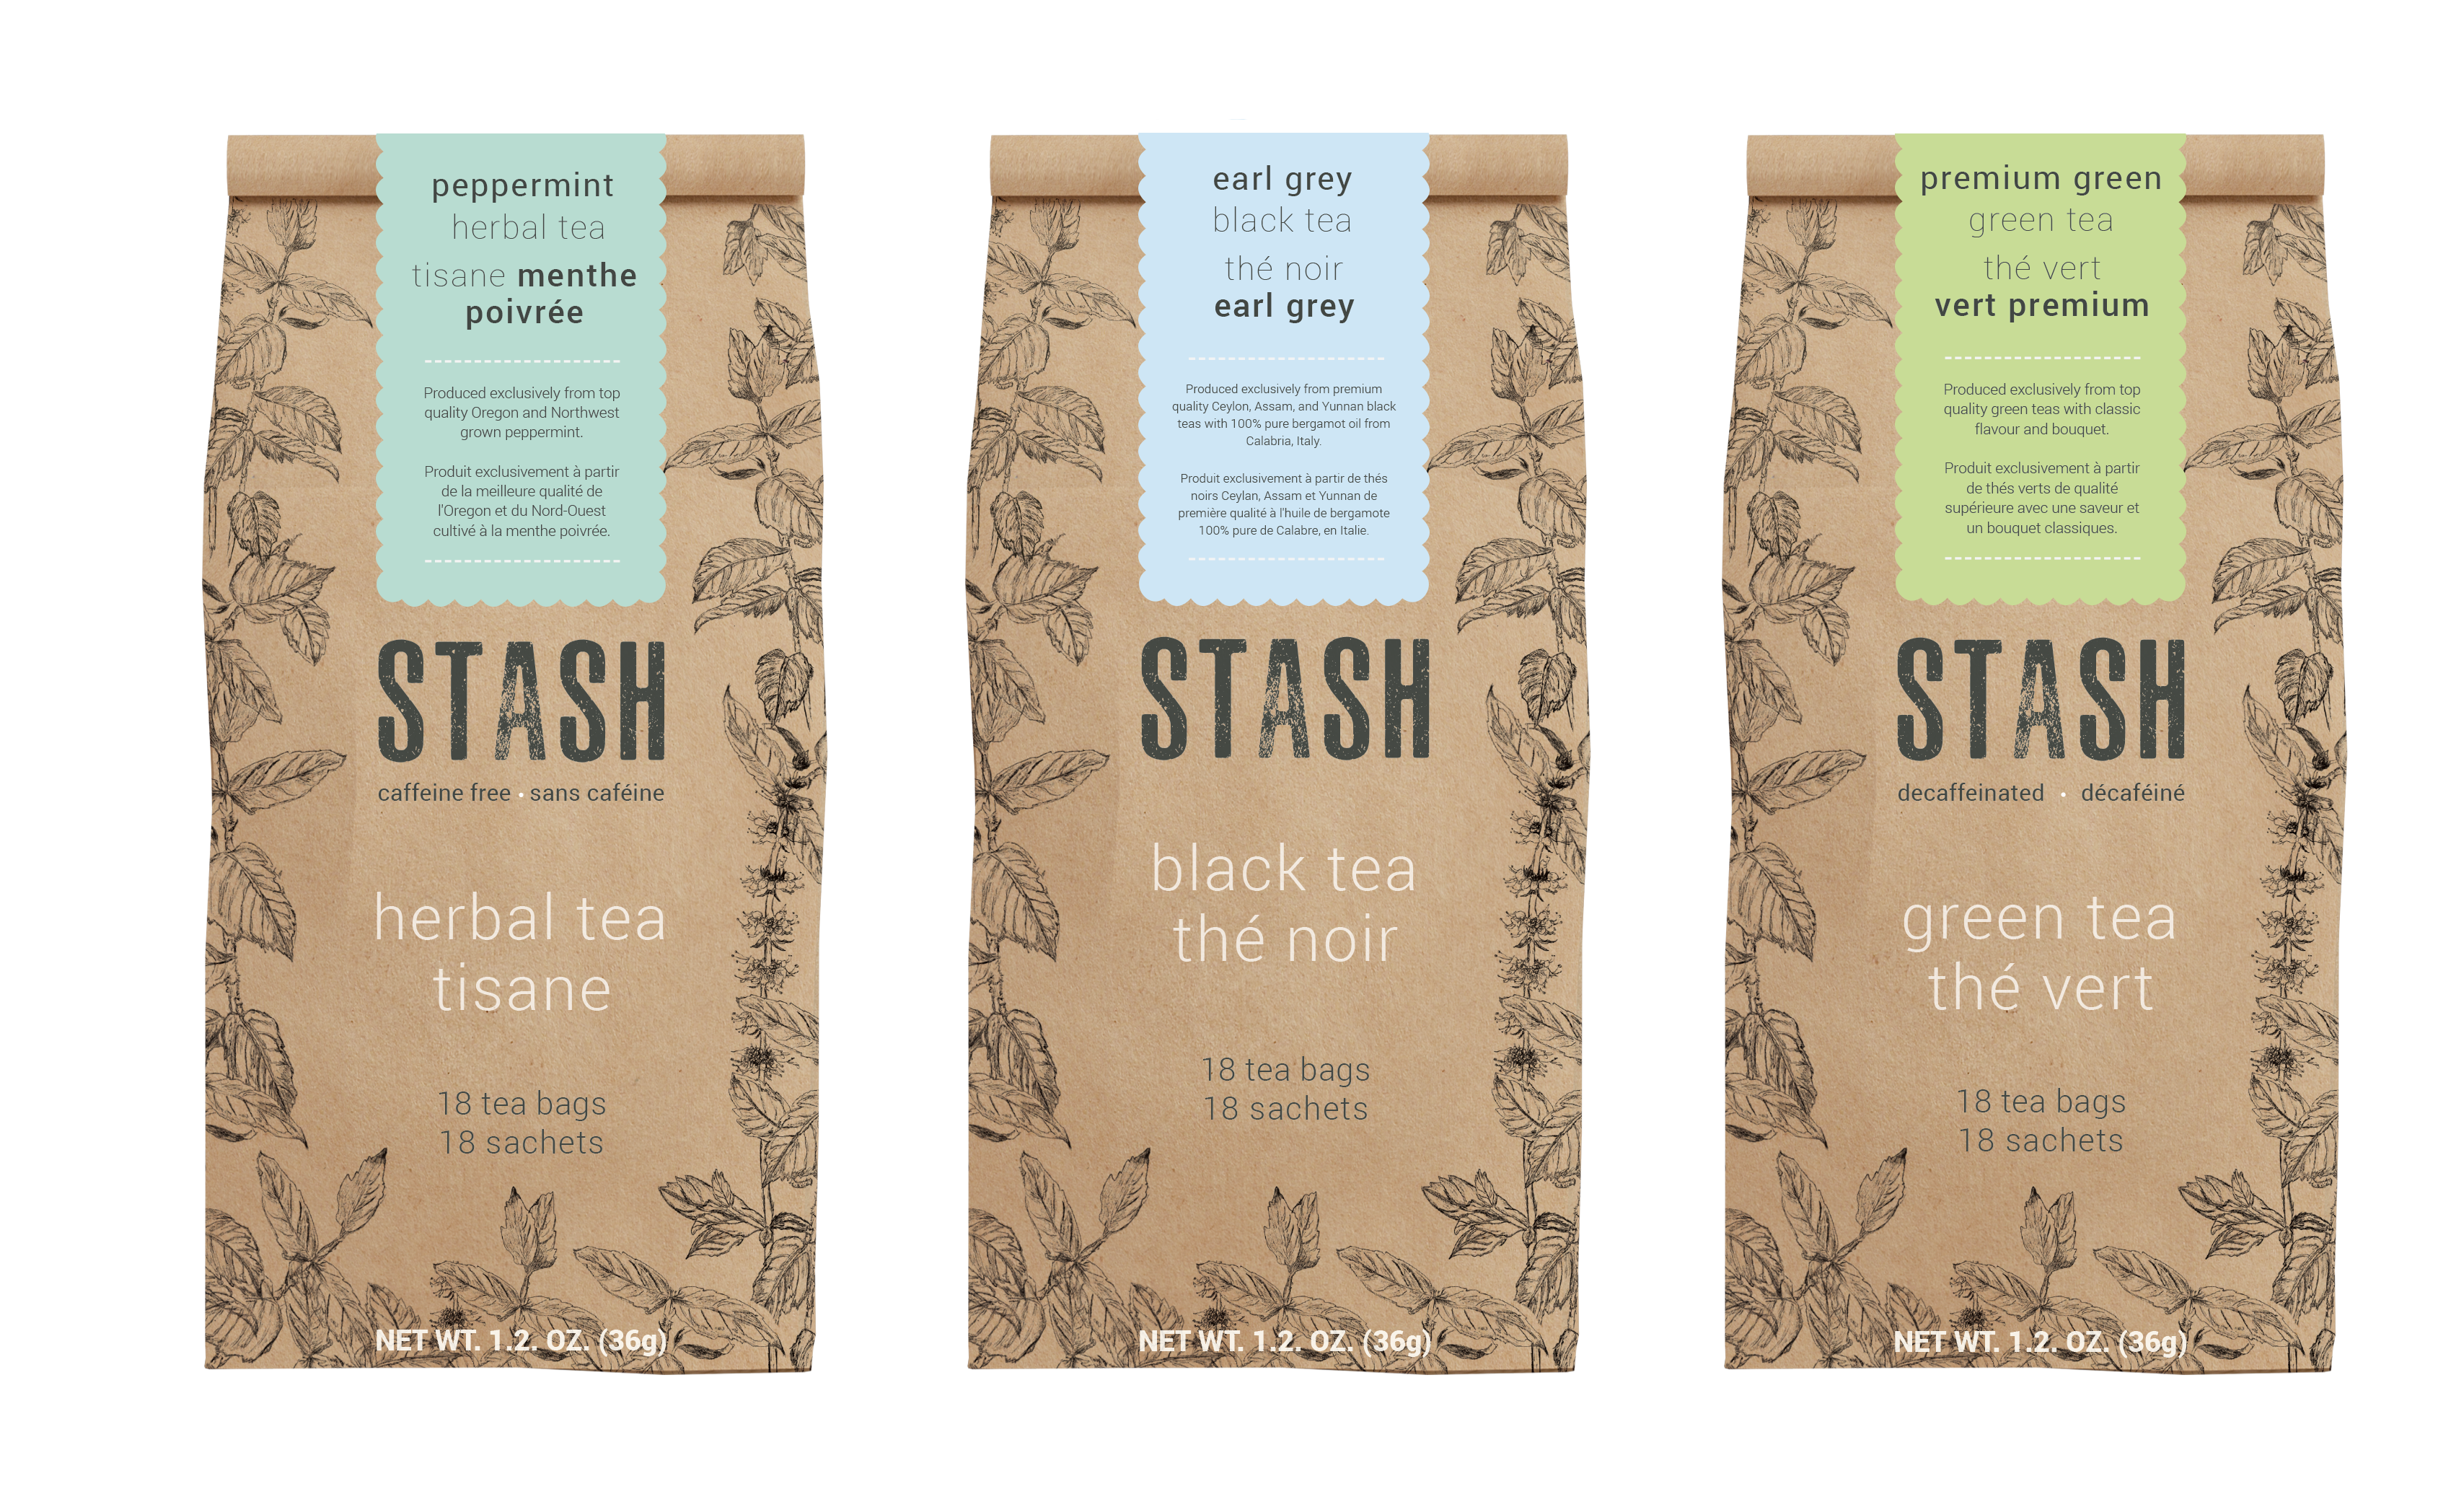 peppermint
herbal tea
tisane menthe
poivrée
Produced exclusively from top
quality Oregon and Northwest
grown peppermint.
Produit exclusivement à partir
de la meilleure qualité de
l'Oregon et du Nord-Ouest
cultivé à la menthe poivrée.
STASH
caffeine free • sans caféine
herbal tea
tisane
18 tea bags
18 sachets
NET WT. 1.2. OZ. (36g)
earl grey
black tea
thé noir
earl grey
Produced exclusively from premium
quality Ceylon, Assam, and Yunnan black
teas with 100% pure bergamot oil from
Calabria, Italy.
Produit exclusivement à partir de thés
noirs Ceylan, Assam et Yunnan de
première qualité à l'huile de bergamote
100% pure de Calabre, en Italie.
STASH
black tea
thé noir
18 tea bags
18 sachets
NET WT. 1.2. OZ. (36g)
premium green
green tea
thé vert
vert premium
Produced exclusively from top
quality green teas with classic
flavour and bouquet.
Produit exclusivement à partir
de thés verts de qualité
supérieure avec une saveur et
un bouquet classiques.
STASH
decaffeinated • décaféiné
green tea
thé vert
18 tea bags
18 sachets
NET WT. 1.2. OZ. (36g)